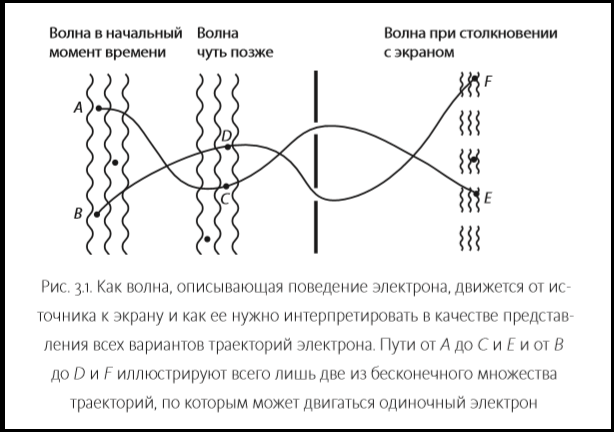 Волна в начальный
момент времени
Волна
чуть позже
Волна при столкновении
с экраном
A
B
D
C
F
E
Рис. 3.1. Как волна, описывающая поведение электрона, движется от ис-
точника к экрану и как ее нужно интерпретировать в качестве представ-
ления всех вариантов траекторий электрона. Пути от A до C и E и от B
до D и F иллюстрируют всего лишь две из бесконечного множества
траекторий, по которым может двигаться одиночный электрон